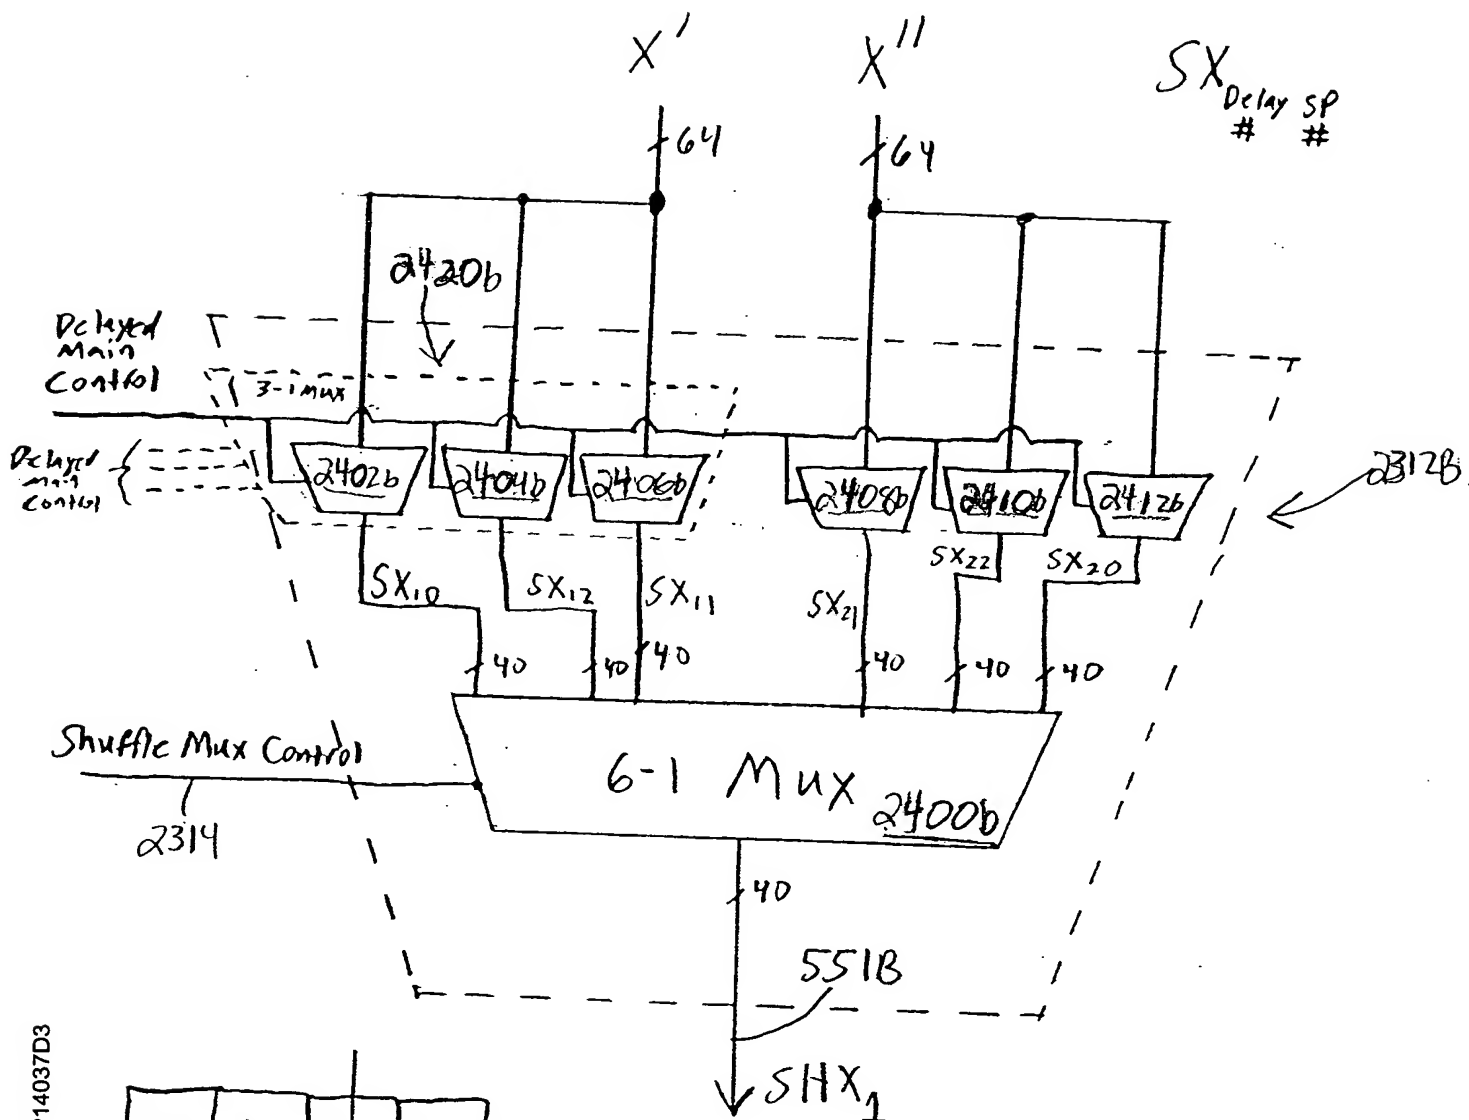 X' X'' SX Delay # SP #
64 64
2420b
Delayed
Main
Control
3-1 Mux
Delayed
Main
Control
2402b 2404b 2406b 2408b 2410b 2412b
2312B
SX10 SX12 SX11 SX21 SX22 SX20
40 40 40 40 40 40
Shuffle Mux Control
2314
6-1 Mux
2400b
40
551B
SHX1
14037D3